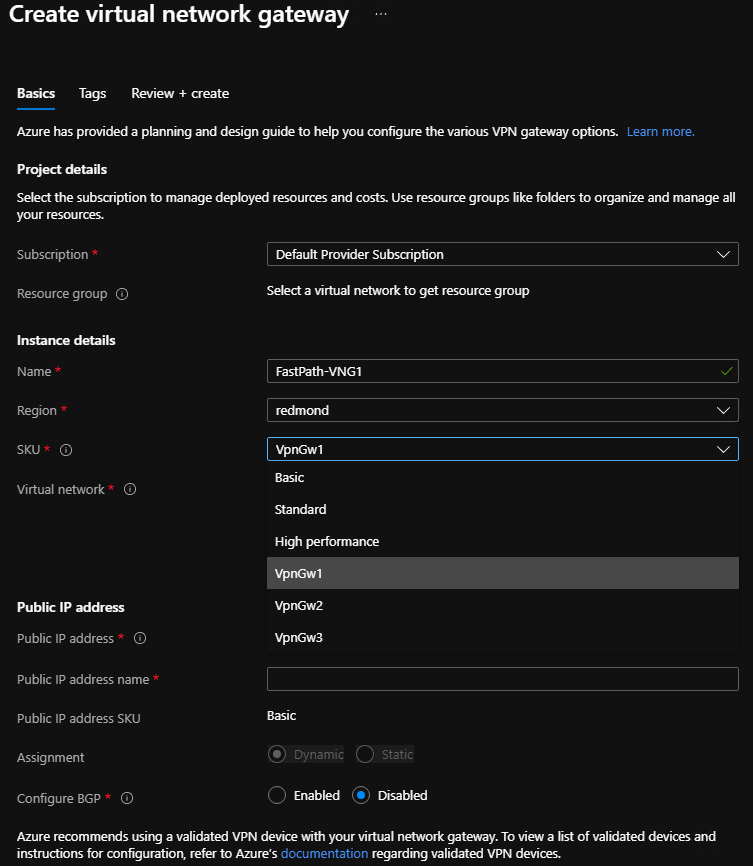 Create virtual network gateway ...
Basics Tags Review + create
Azure has provided a planning and design guide to help you configure the various VPN gateway options. Learn more.
Project details
Select the subscription to manage deployed resources and costs. Use resource groups like folders to organize and manage all
your resources.
Subscription * Default Provider Subscription
Resource group Select a virtual network to get resource group
Instance details
Name * FastPath-VNG1
Region * redmond
SKU * VpnGw1
Basic
Virtual network *
Standard
High performance
VpnGw1
VpnGw2
Public IP address
VpnGw3
Public IP address *
Public IP address name *
Public IP address SKU Basic
Assignment Dynamic Static
Configure BGP * Enabled Disabled
Azure recommends using a validated VPN device with your virtual network gateway. To view a list of validated devices and
instructions for configuration, refer to Azure's documentation regarding validated VPN devices.